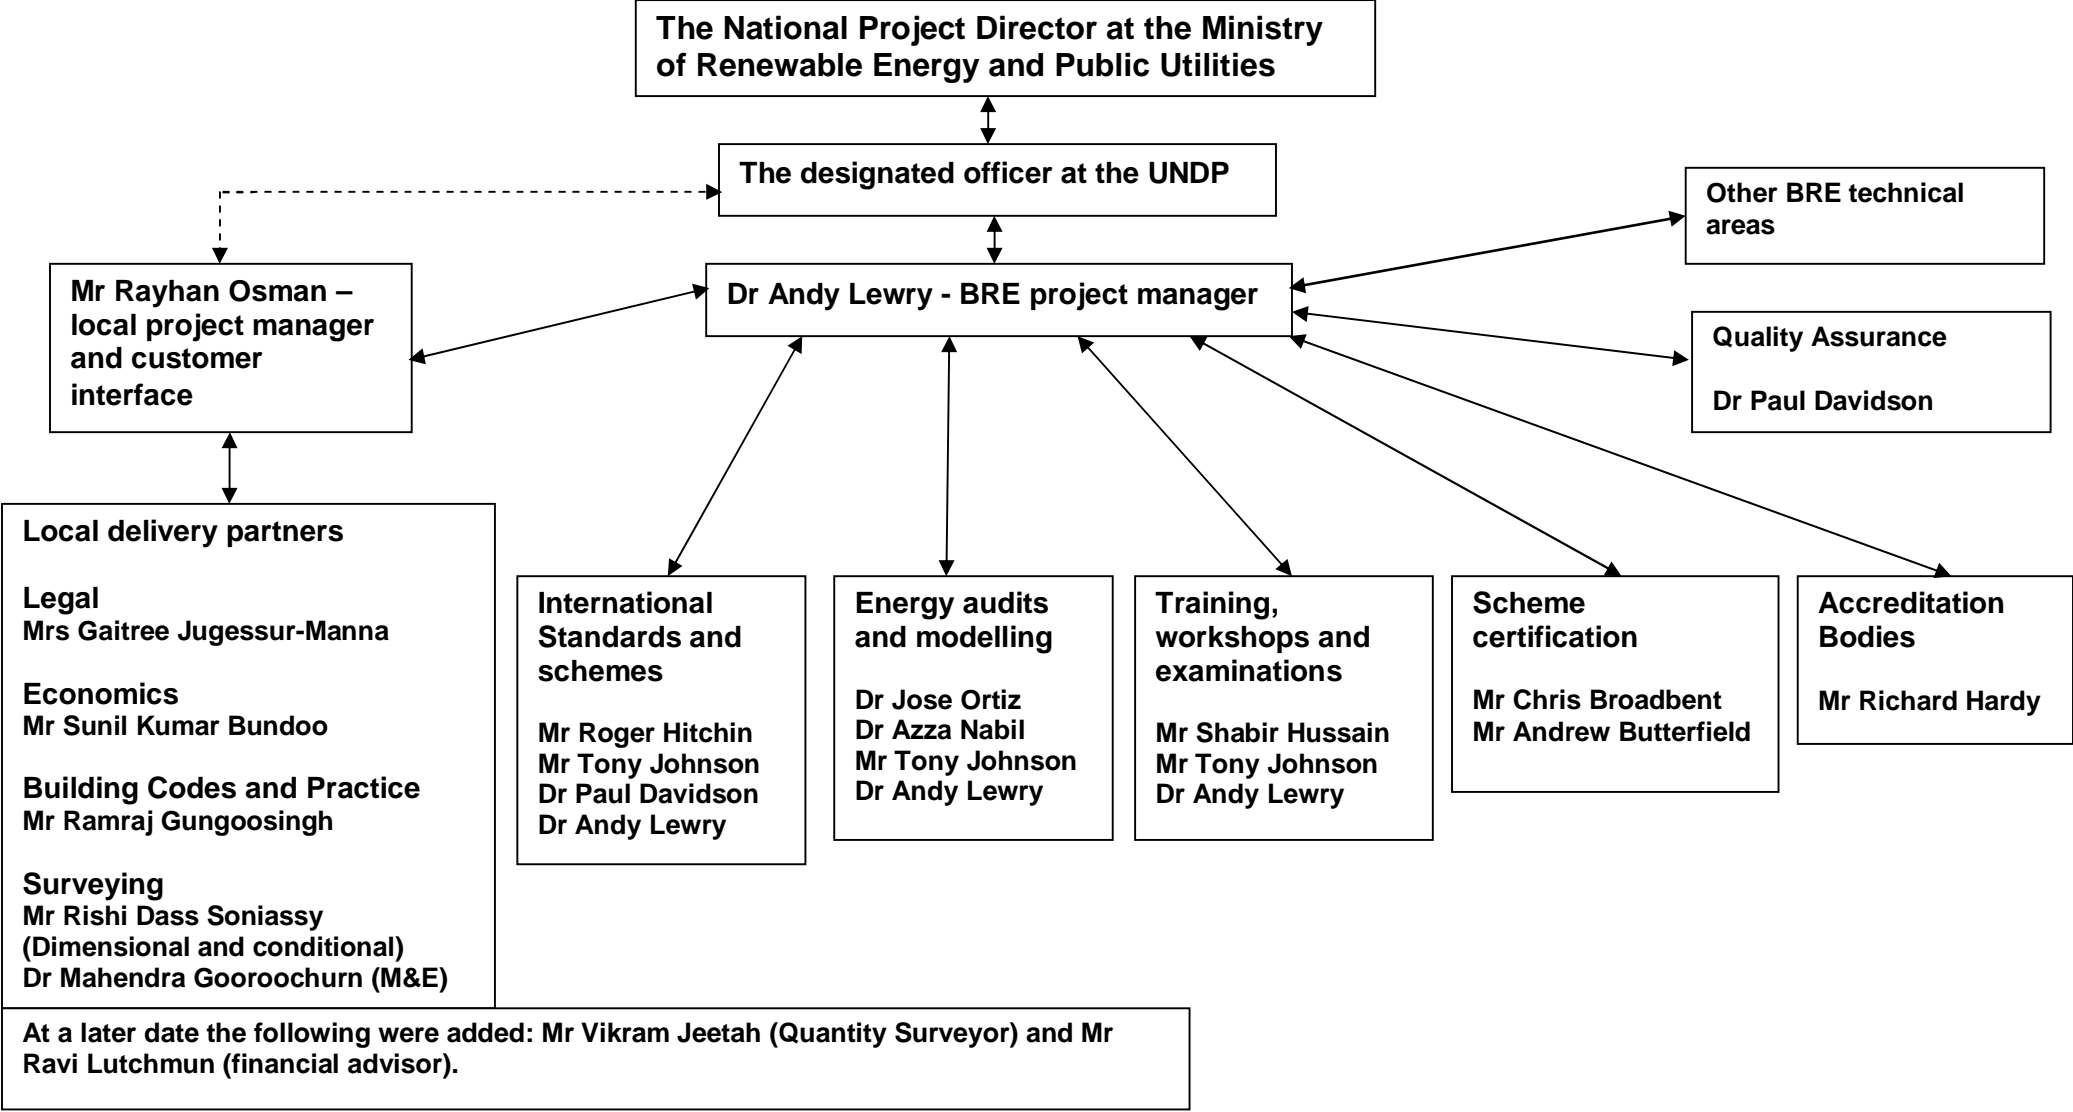 The National Project Director at the Ministry
of Renewable Energy and Public Utilities
The designated officer at the UNDP
Other BRE technical
areas
Mr Rayhan Osman –
local project manager
and customer
interface
Dr Andy Lewry - BRE project manager
Quality Assurance
Dr Paul Davidson
Local delivery partners
Legal
Mrs Gaitree Jugessur-Manna
Economics
Mr Sunil Kumar Bundoo
Building Codes and Practice
Mr Ramraj Gungoosingh
Surveying
Mr Rishi Dass Soniassy
(Dimensional and conditional)
Dr Mahendra Gooroochurn (M&E)
International
Standards and
schemes
Mr Roger Hitchin
Mr Tony Johnson
Dr Paul Davidson
Dr Andy Lewry
Energy audits
and modelling
Dr Jose Ortiz
Dr Azza Nabil
Mr Tony Johnson
Dr Andy Lewry
Training,
workshops and
examinations
Mr Shabir Hussain
Mr Tony Johnson
Dr Andy Lewry
Scheme
certification
Mr Chris Broadbent
Mr Andrew Butterfield
Accreditation
Bodies
Mr Richard Hardy
At a later date the following were added: Mr Vikram Jeetah (Quantity Surveyor) and Mr
Ravi Lutchmun (financial advisor).